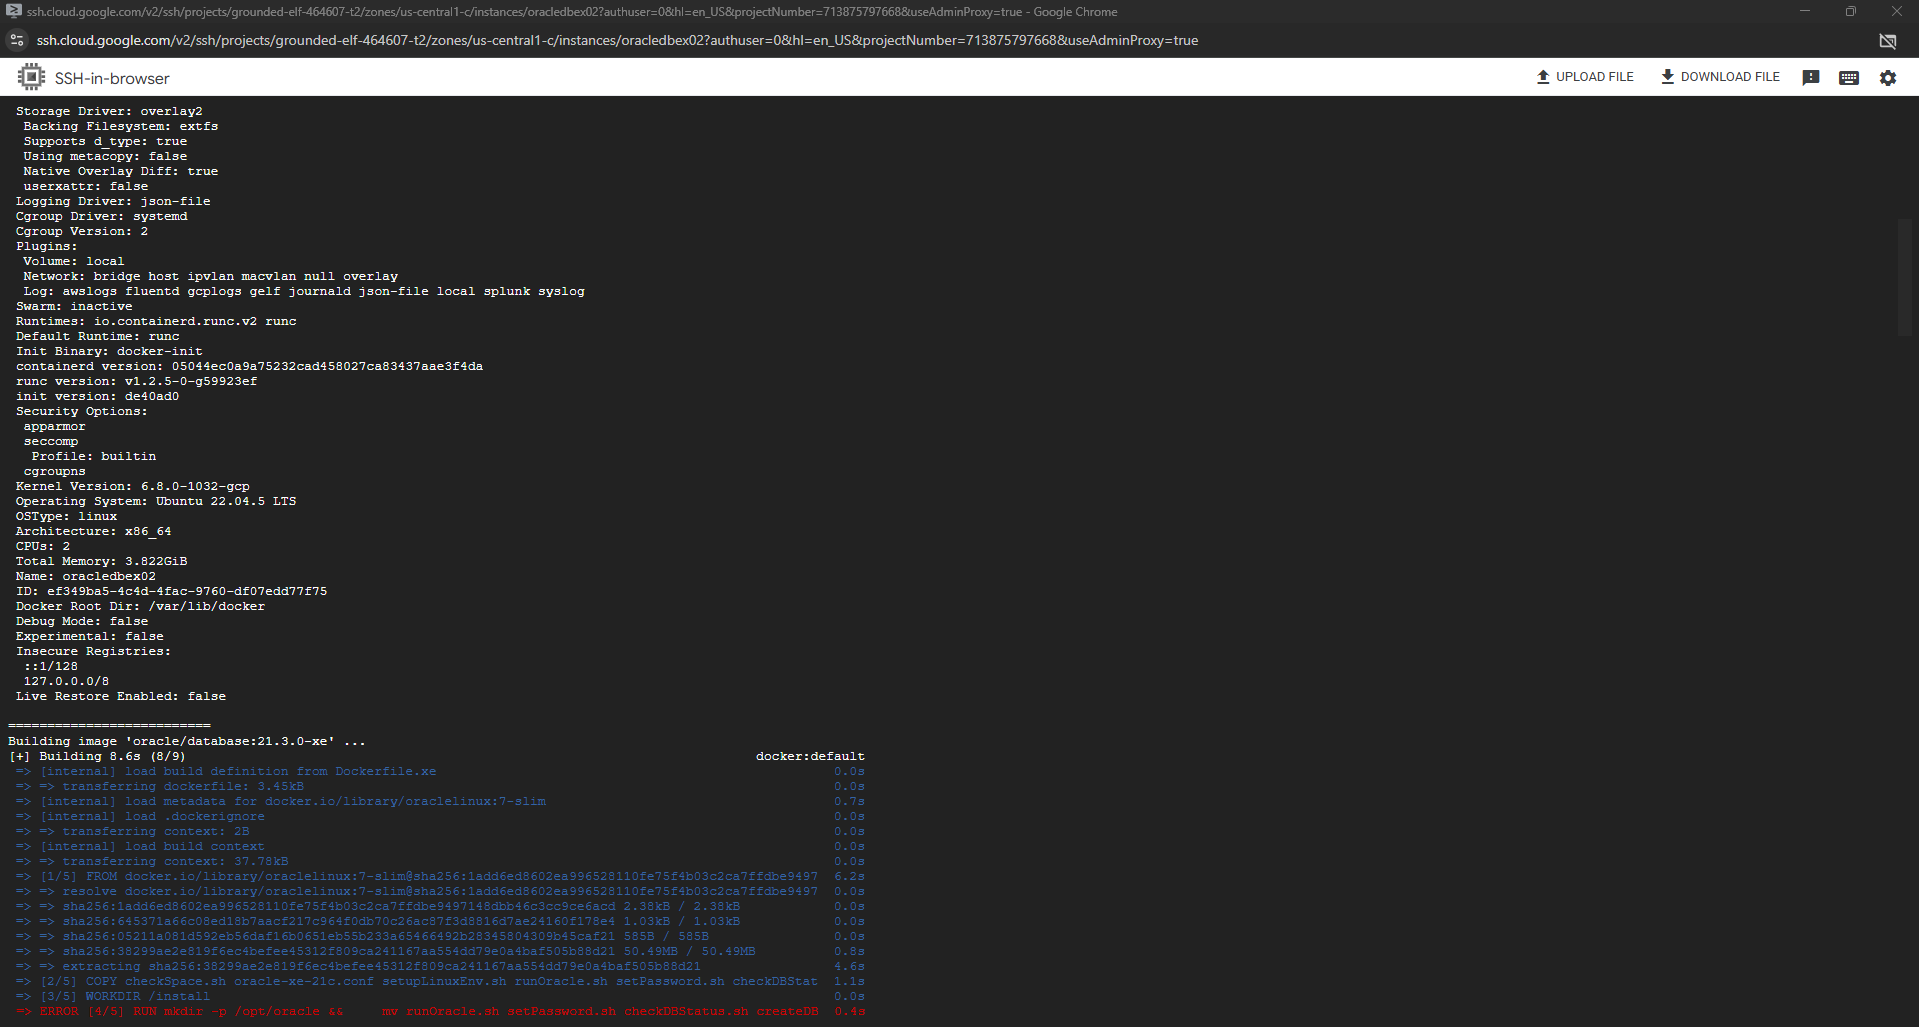 ssh.cloud.google.com/v2/ssh/projects/grounded-elf-464607-t2/zones/us-central1-c/instances/oracledbex02?authuser=0&hl=en_US&projectNumber=713875797668&useAdminProxy=true - Google Chrome
ssh.cloud.google.com/v2/ssh/projects/grounded-elf-464607-t2/zones/us-central1-c/instances/oracledbex02?authuser=0&hl=en_US&projectNumber=713875797668&useAdminProxy=true
SSH-in-browser
UPLOAD FILE
DOWNLOAD FILE
Storage Driver: overlay2
Backing Filesystem: extfs
Supports d_type: true
Using metacopy: false
Native Overlay Diff: true
userxattr: false
Logging Driver: json-file
Cgroup Driver: systemd
Cgroup Version: 2
Plugins:
Volume: local
Network: bridge host ipvlan macvlan null overlay
Log: awslogs fluentd gcplogs gelf journald json-file local splunk syslog
Swarm: inactive
Runtimes: io.containerd.runc.v2 runc
Default Runtime: runc
Init Binary: docker-init
containerd version: 05044ec0a9a75232cad458027ca83437aae3f4da
runc version: v1.2.5-0-g59923ef
init version: de40ad0
Security Options:
apparmor
seccomp
Profile: builtin
cgroupns
Kernel Version: 6.8.0-1032-gcp
Operating System: Ubuntu 22.04.5 LTS
OSType: linux
Architecture: x86_64
CPUs: 2
Total Memory: 3.822GiB
Name: oracledbex02
ID: ef349ba5-4c4d-4fac-9760-df07edd77f75
Docker Root Dir: /var/lib/docker
Debug Mode: false
Experimental: false
Insecure Registries:
::1/128
127.0.0.0/8
Live Restore Enabled: false
==========================
Building image 'oracle/database:21.3.0-xe' ...
[+] Building 8.6s (8/9) docker:default
=> [internal] load build definition from Dockerfile.xe 0.0s
=> => transferring dockerfile: 3.45kB 0.0s
=> [internal] load metadata for docker.io/library/oraclelinux:7-slim 0.7s
=> [internal] load .dockerignore 0.0s
=> => transferring context: 2B 0.0s
=> [internal] load build context 0.0s
=> => transferring context: 37.78kB 0.0s
=> [1/5] FROM docker.io/library/oraclelinux:7-slim@sha256:1add6ed8602ea996528110fe75f4b03c2ca7ffdbe9497 6.2s
=> => resolve docker.io/library/oraclelinux:7-slim@sha256:1add6ed8602ea996528110fe75f4b03c2ca7ffdbe9497 0.0s
=> => sha256:1add6ed8602ea996528110fe75f4b03c2ca7ffdbe9497148dbb46c3cc9ce6acd 2.38kB / 2.38kB 0.0s
=> => sha256:645371a66c08ed18b7aacf217c964f0db70c26ac87f3d8816d7ae24160f178e4 1.03kB / 1.03kB 0.0s
=> => sha256:05211a081d592eb56daf16b0651eb55b233a65466492b28345804309b45caf21 585B / 585B 0.0s
=> => sha256:38299ae2e819f6ec4befee45312f809ca241167aa554dd79e0a4baf505b88d21 50.49MB / 50.49MB 0.8s
=> => extracting sha256:38299ae2e819f6ec4befee45312f809ca241167aa554dd79e0a4baf505b88d21 4.6s
=> [2/5] COPY checkSpace.sh oracle-xe-21c.conf setupLinuxEnv.sh runOracle.sh setPassword.sh checkDBStat 1.1s
=> [3/5] WORKDIR /install 0.0s
=> ERROR [4/5] RUN mkdir -p /opt/oracle && mv runOracle.sh setPassword.sh checkDBStatus.sh createDB 0.4s